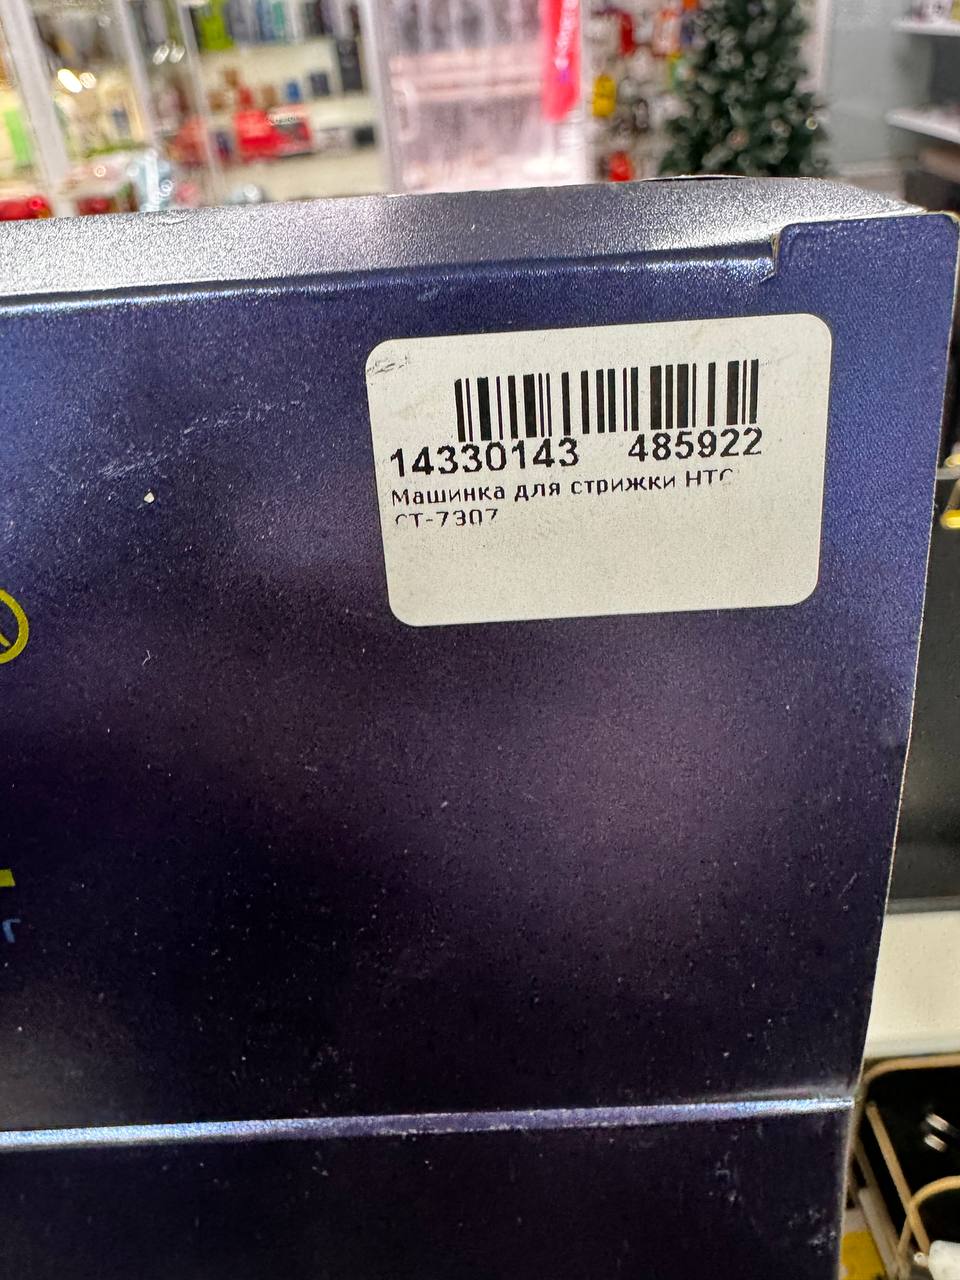 14330143 485922
Машинка для стрижки HTC
CT-7307